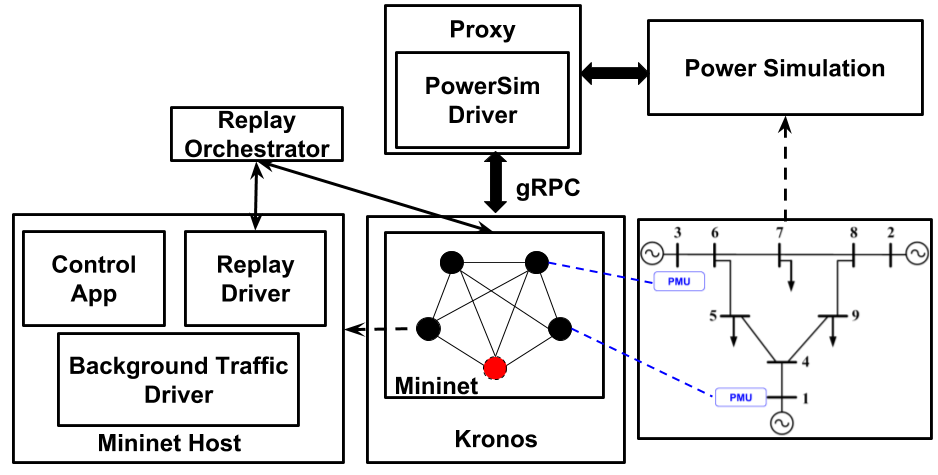 Proxy
PowerSim
Driver
Power Simulation
Replay
Orchestrator
gRPC
Control
App
Replay
Driver
Background Traffic
Driver
Mininet Host
Mininet
Kronos
3
6
7
8
2
PMU
5
9
4
PMU
1